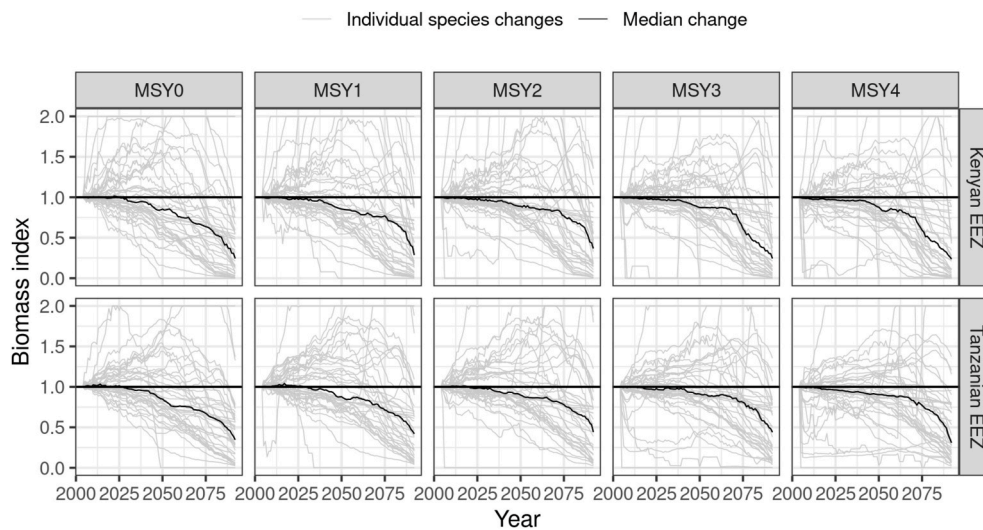 Individual species changes Median change
MSY0 MSY1 MSY2 MSY3 MSY4
Biomass index
2.0
1.5
1.0
0.5
0.0
Kenyan EEZ
2.0
1.5
1.0
0.5
0.0
Tanzanian EEZ
2000 2025 2050 2075 2000 2025 2050 2075 2000 2025 2050 2075 2000 2025 2050 2075 2000 2025 2050 2075
Year